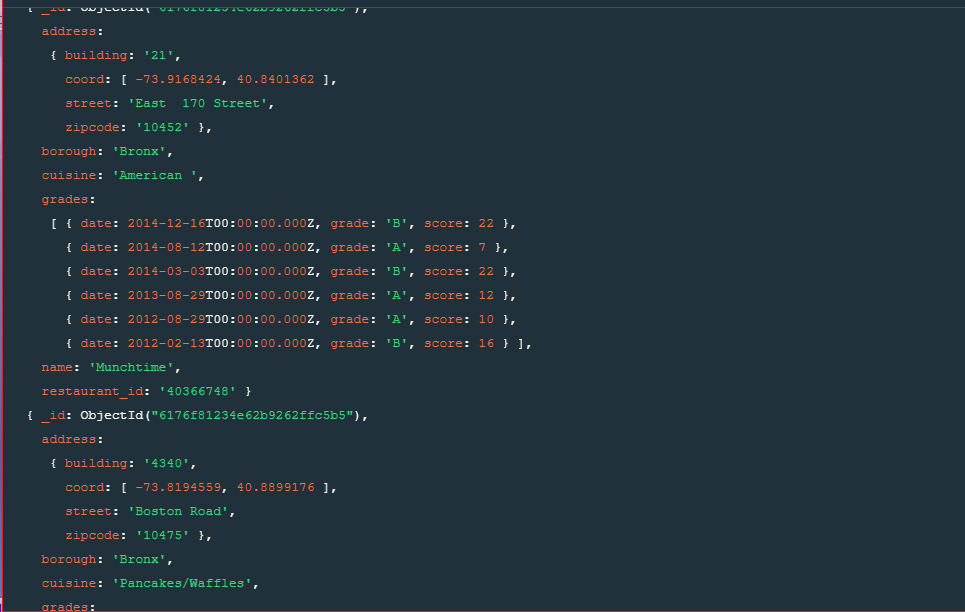 { _id: ObjectId("6176f81234e62b9262ffc5b3"),
address:
{ building: '21',
coord: [ -73.9168424, 40.8401362 ],
street: 'East  170 Street',
zipcode: '10452' },
borough: 'Bronx',
cuisine: 'American ',
grades:
[ { date: 2014-12-16T00:00:00.000Z, grade: 'B', score: 22 },
{ date: 2014-08-12T00:00:00.000Z, grade: 'A', score: 7 },
{ date: 2014-03-03T00:00:00.000Z, grade: 'B', score: 22 },
{ date: 2013-08-29T00:00:00.000Z, grade: 'A', score: 12 },
{ date: 2012-08-29T00:00:00.000Z, grade: 'A', score: 10 },
{ date: 2012-02-13T00:00:00.000Z, grade: 'B', score: 16 } ],
name: 'Munchtime',
restaurant_id: '40366748' }
{ _id: ObjectId("6176f81234e62b9262ffc5b5"),
address:
{ building: '4340',
coord: [ -73.8194559, 40.8899176 ],
street: 'Boston Road',
zipcode: '10475' },
borough: 'Bronx',
cuisine: 'Pancakes/Waffles',
grades: